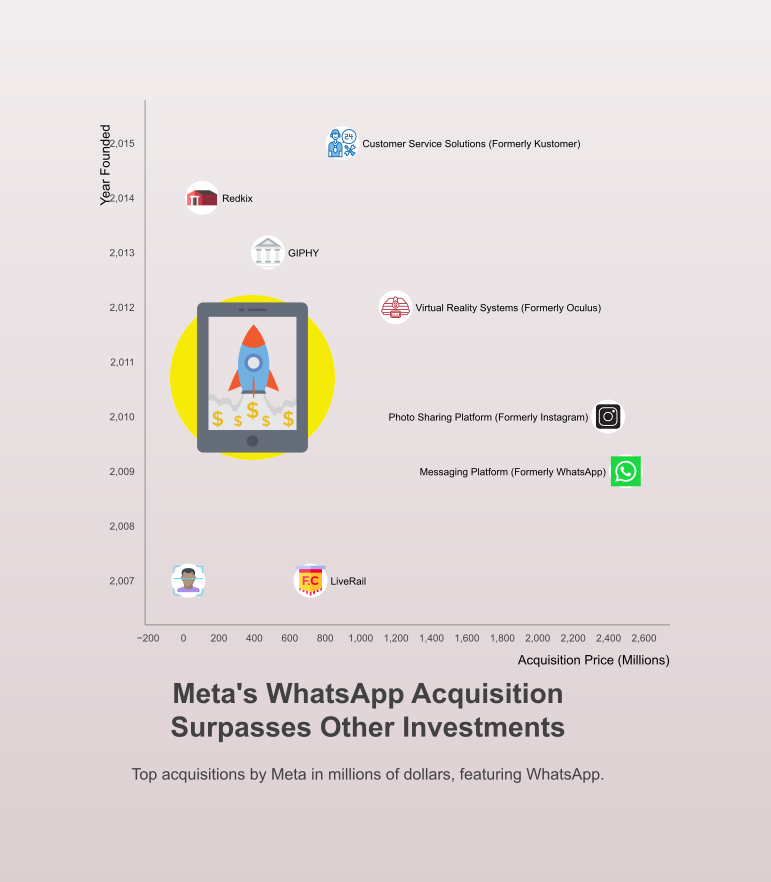 Year Founded
2,015
24
Customer Service Solutions (Formerly Kustomer)
2,014
Redkix
2,013
GIPHY
2,012
Virtual Reality Systems (Formerly Oculus)
2,011
$ $ $ $ $
2,010
Photo Sharing Platform (Formerly Instagram)
2,009
Messaging Platform (Formerly WhatsApp)
2,008
2,007
F.C
LiveRail
−200 0 200 400 600 800 1,000 1,200 1,400 1,600 1,800 2,000 2,200 2,400 2,600
Acquisition Price (Millions)
Meta's WhatsApp Acquisition
Surpasses Other Investments
Top acquisitions by Meta in millions of dollars, featuring WhatsApp.